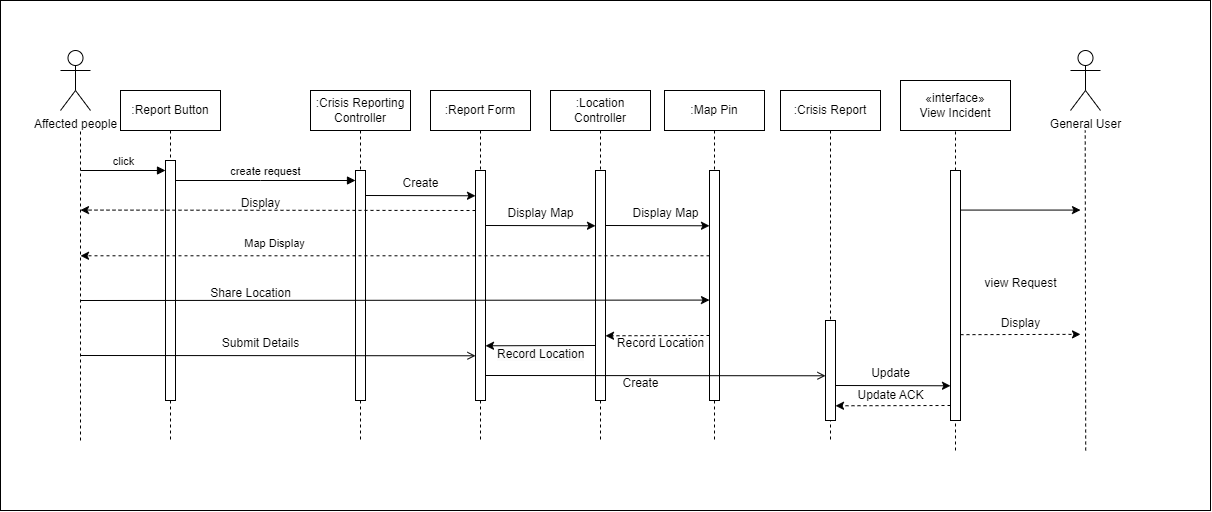 Affected people
:Report Button
:Crisis Reporting
Controller
:Report Form
:Location
Controller
:Map Pin
:Crisis Report
«interface»
View Incident
General User
click
create request
Create
Display
Display Map
Display Map
Map Display
Share Location
view Request
Display
Submit Details
Record Location
Record Location
Create
Update
Update ACK